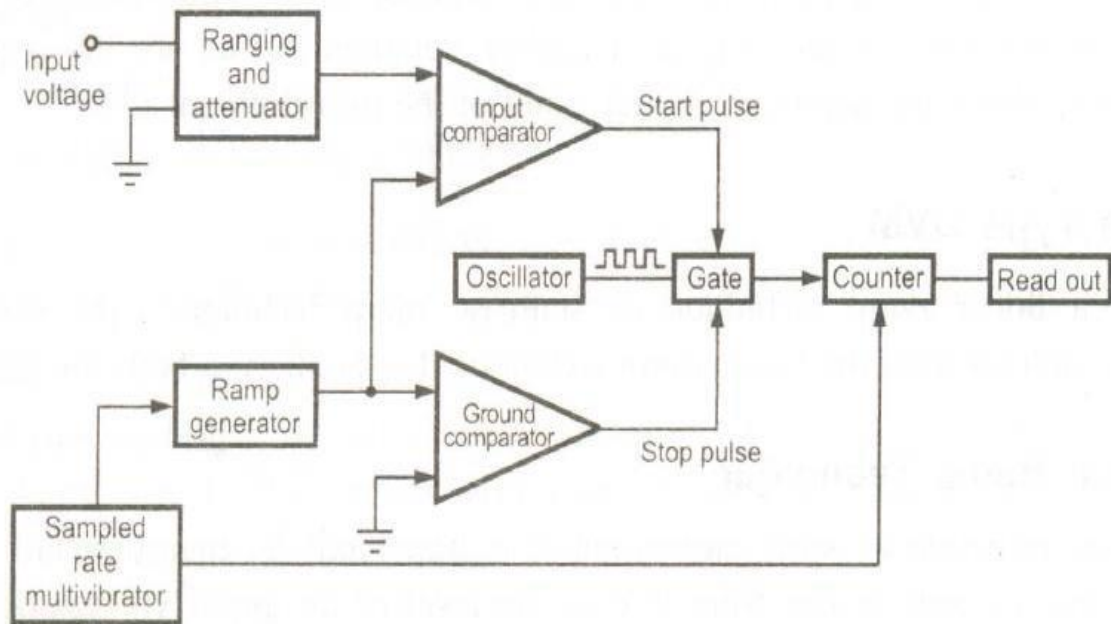 Input
voltage
Ranging
and
attenuator
Input
comparator
Start pulse
Oscillator
Gate
Counter
Read out
Ramp
generator
Ground
comparator
Stop pulse
Sampled
rate
multivibrator